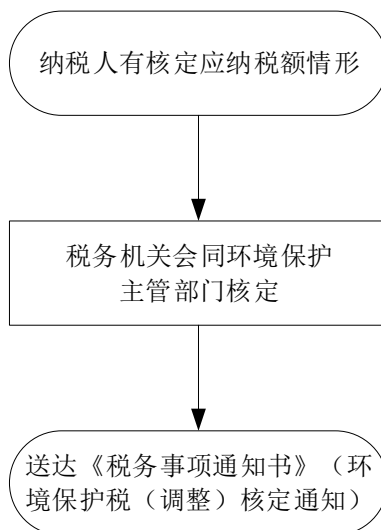 纳税人有核定应纳税额情形
税务机关会同环境保护
主管部门核定
送达《税务事项通知书》（环
境保护税（调整）核定通知）